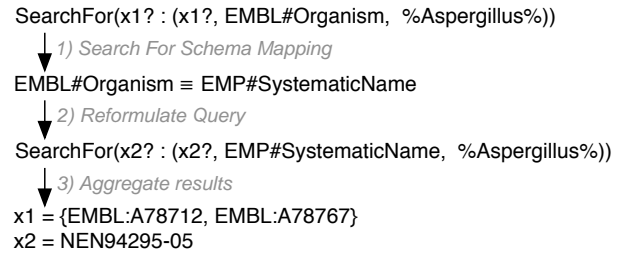 SearchFor(x1? : (x1?, EMBL#Organism, %Aspergillus%))
1) Search For Schema Mapping
EMBL#Organism ≡ EMP#SystematicName
2) Reformulate Query
SearchFor(x2? : (x2?, EMP#SystematicName, %Aspergillus%))
3) Aggregate results
x1 = {EMBL:A78712, EMBL:A78767}
x2 = NEN94295-05